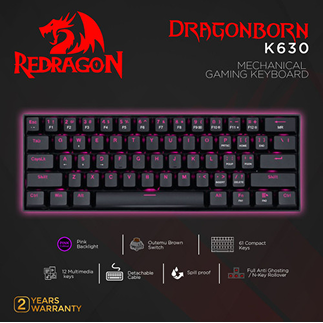 REDRAGON
DRAGONBORN
K630
MECHANICAL
GAMING KEYBOARD
Pink
Backlight
Outemu Brown
Switch
61 Compact
Keys
12 Multimedia
keys
Detachable
Cable
Spill proof
Full Anti Ghosting
/ N-Key Rollover
2 YEARS
WARRANTY